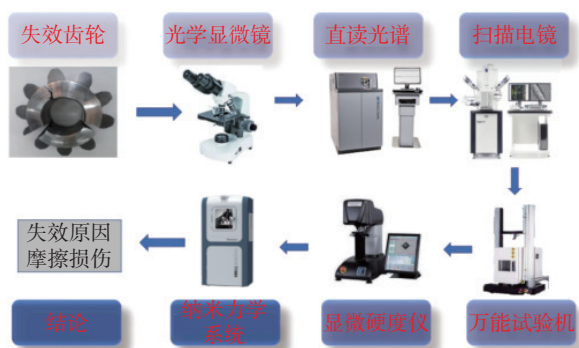 失效齿轮
光学显微镜
直读光谱
扫描电镜
失效原因
摩擦损伤
结论
纳米力学
系统
显微硬度仪
万能试验机